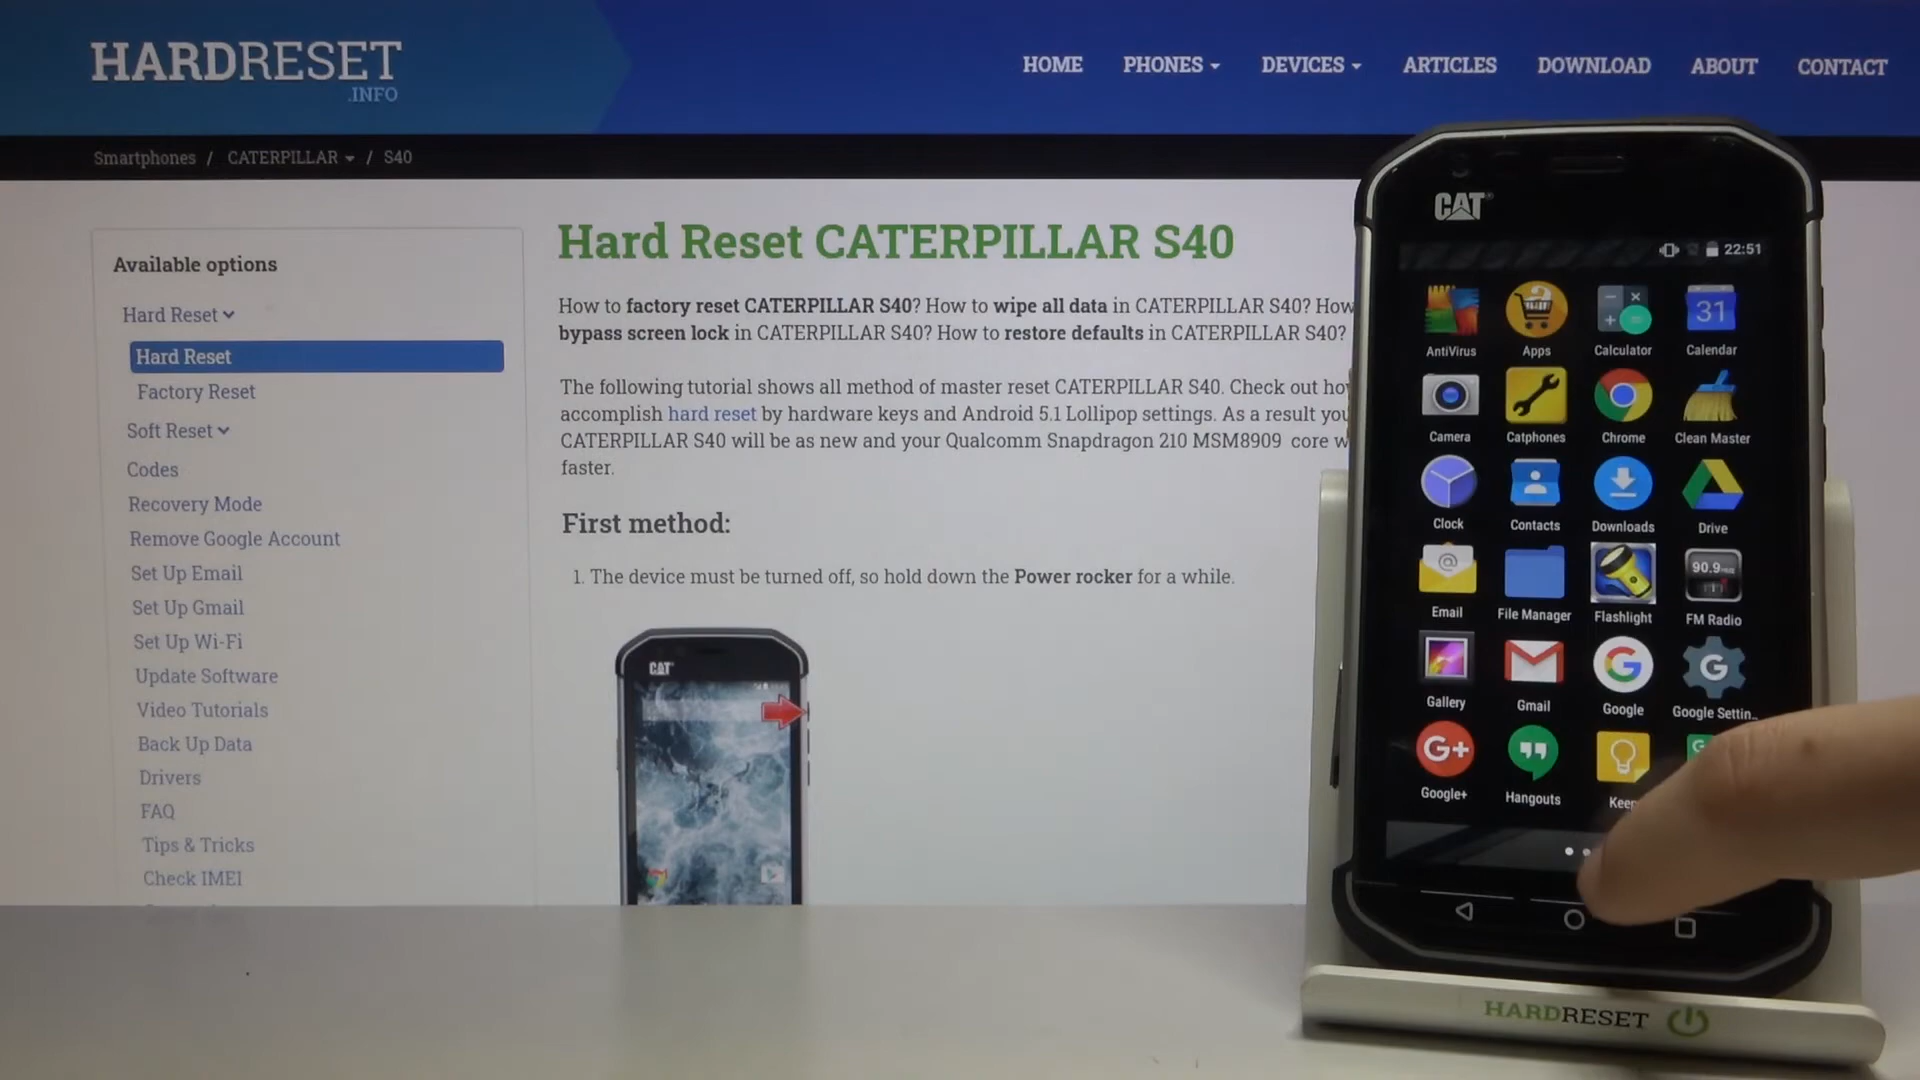 HARDRESET
.INFO
HOME PHONES DEVICES ARTICLES DOWNLOAD ABOUT CONTACT
Smartphones / CATERPILLAR / S40
Available options
Hard Reset
Hard Reset
Factory Reset
Soft Reset
Codes
Recovery Mode
Remove Google Account
Set Up Email
Set Up Gmail
Set Up Wi-Fi
Update Software
Video Tutorials
Back Up Data
Drivers
FAQ
Tips & Tricks
Check IMEI
Hard Reset CATERPILLAR S40
How to factory reset CATERPILLAR S40? How to wipe all data in CATERPILLAR S40? How
bypass screen lock in CATERPILLAR S40? How to restore defaults in CATERPILLAR S40?
The following tutorial shows all method of master reset CATERPILLAR S40. Check out
accomplish hard reset by hardware keys and Android 5.1 Lollipop settings. As a result
CATERPILLAR S40 will be as new and your Qualcomm Snapdragon 210 MSM8909 core
faster.
First method:
1. The device must be turned off, so hold down the Power rocker for a while.
CAT
CAT
22:51
31
AntiVirus Apps Calculator Calendar
Camera Catphones Chrome Clean Master
Clock Contacts Downloads Drive
90.9
Email File Manager Flashlight FM Radio
G G
Gallery Gmail Google Google Settin..
G+
Google+ Hangouts Keep
HARDRESET